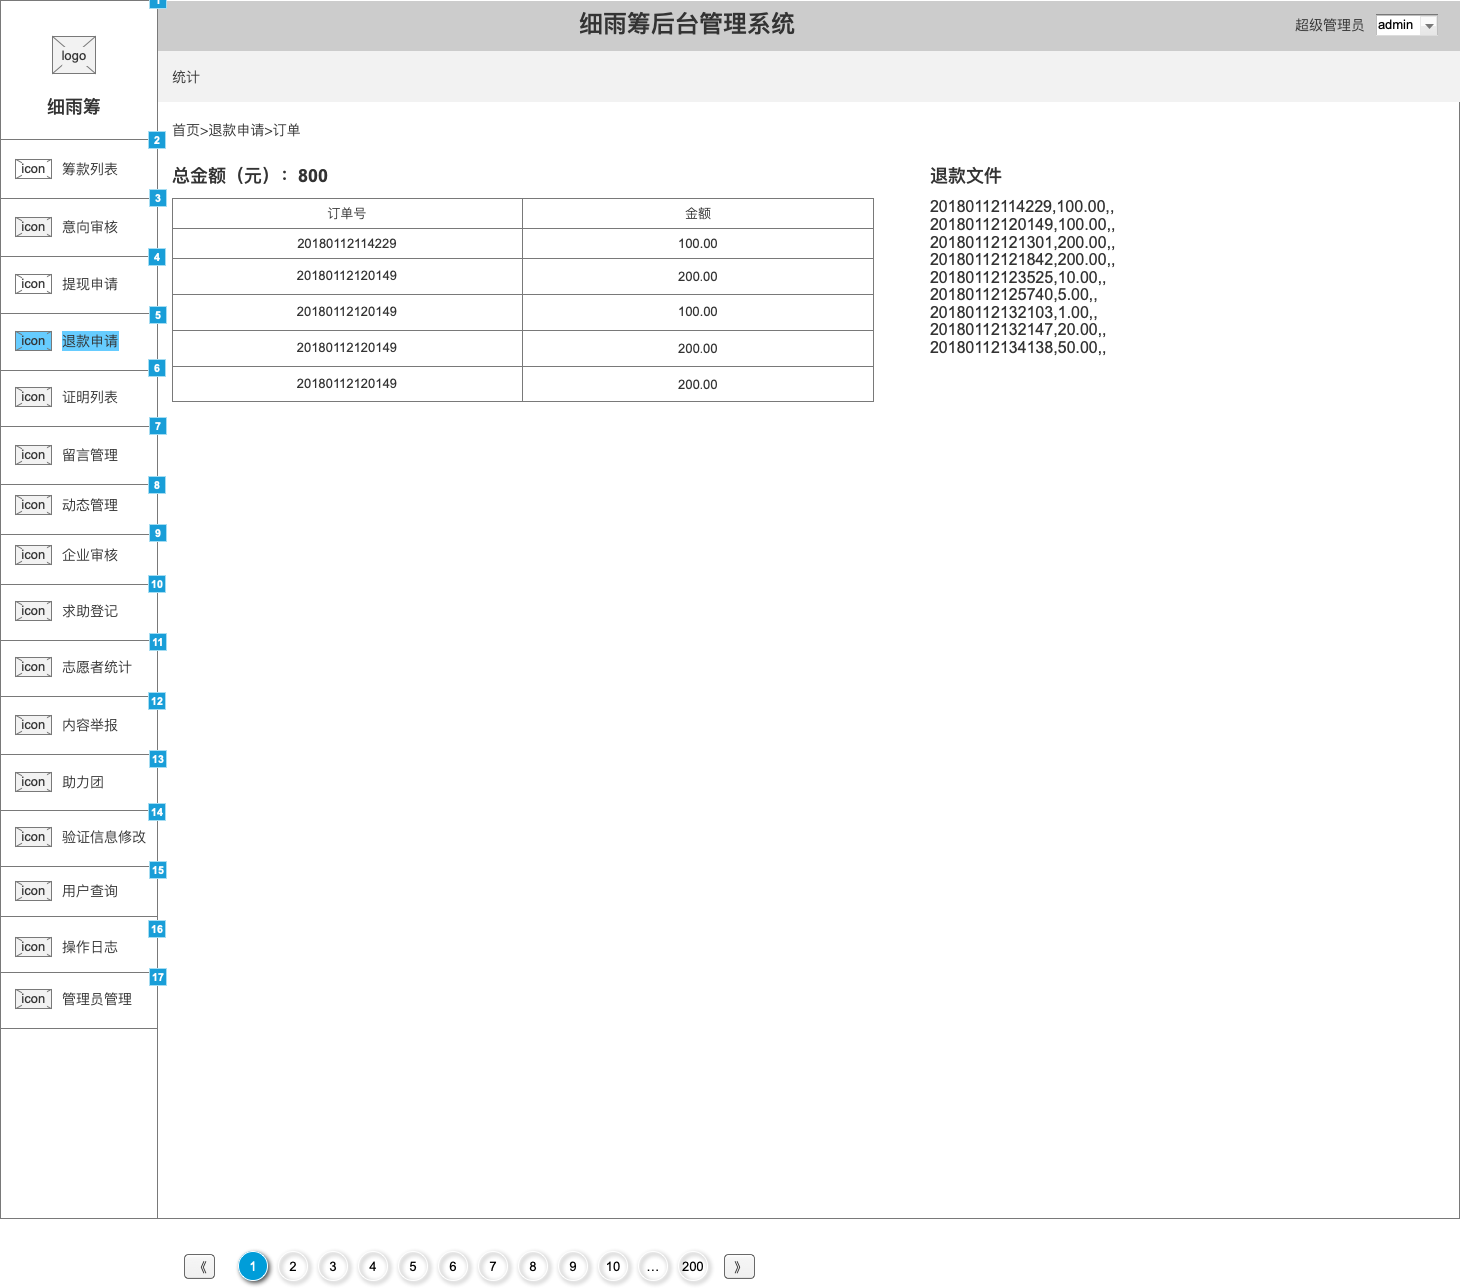 细雨筹后台管理系统
超级管理员 admin
1
logo
细雨筹
统计
2
icon 筹款列表
3
icon 意向审核
4
icon 提现申请
5
icon 退款申请
6
icon 证明列表
7
icon 留言管理
8
icon 动态管理
9
icon 企业审核
10
icon 求助登记
11
icon 志愿者统计
12
icon 内容举报
13
icon 助力团
14
icon 验证信息修改
15
icon 用户查询
16
icon 操作日志
17
icon 管理员管理
首页>退款申请>订单
总金额（元）：800
订单号 金额
20180112114229 100.00
20180112120149 200.00
20180112120149 100.00
20180112120149 200.00
20180112120149 200.00
退款文件
20180112114229,100.00,,
20180112120149,100.00,,
20180112121301,200.00,,
20180112121842,200.00,,
20180112123525,10.00,,
20180112125740,5.00,,
20180112132103,1.00,,
20180112132147,20.00,,
20180112134138,50.00,,
《 1 2 3 4 5 6 7 8 9 10 ... 200 》